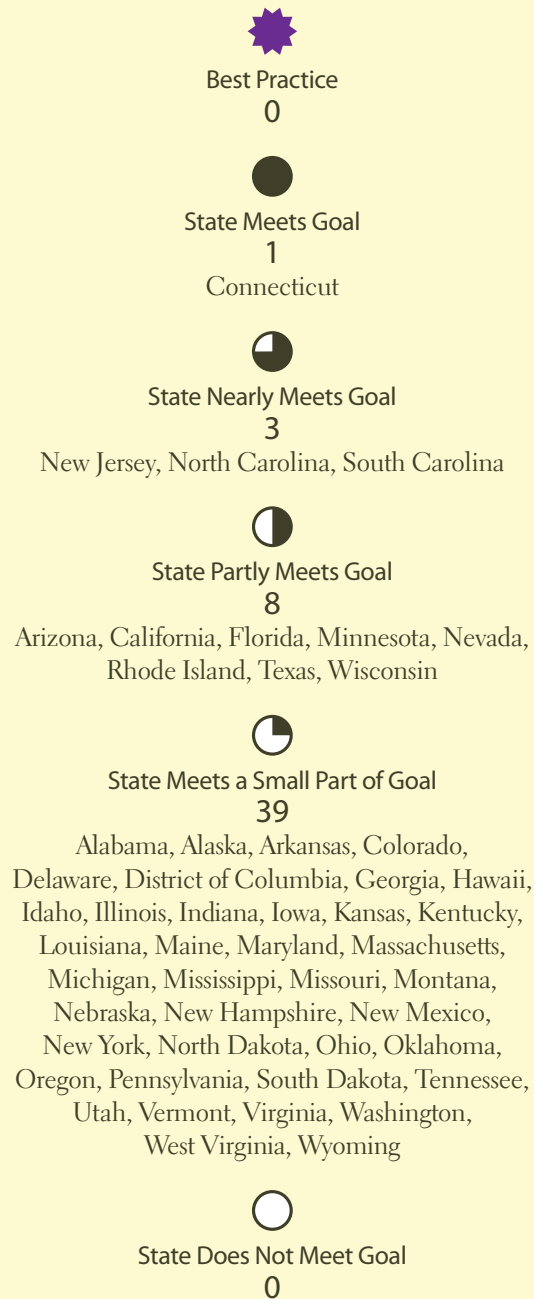 Best Practice
0
State Meets Goal
1
Connecticut
State Nearly Meets Goal
3
New Jersey, North Carolina, South Carolina
State Partly Meets Goal
8
Arizona, California, Florida, Minnesota, Nevada,
Rhode Island, Texas, Wisconsin
State Meets a Small Part of Goal
39
Alabama, Alaska, Arkansas, Colorado,
Delaware, District of Columbia, Georgia, Hawaii,
Idaho, Illinois, Indiana, Iowa, Kansas, Kentucky,
Louisiana, Maine, Maryland, Massachusetts,
Michigan, Mississippi, Missouri, Montana,
Nebraska, New Hampshire, New Mexico,
New York, North Dakota, Ohio, Oklahoma,
Oregon, Pennsylvania, South Dakota, Tennessee,
Utah, Vermont, Virginia, Washington,
West Virginia, Wyoming
State Does Not Meet Goal
0